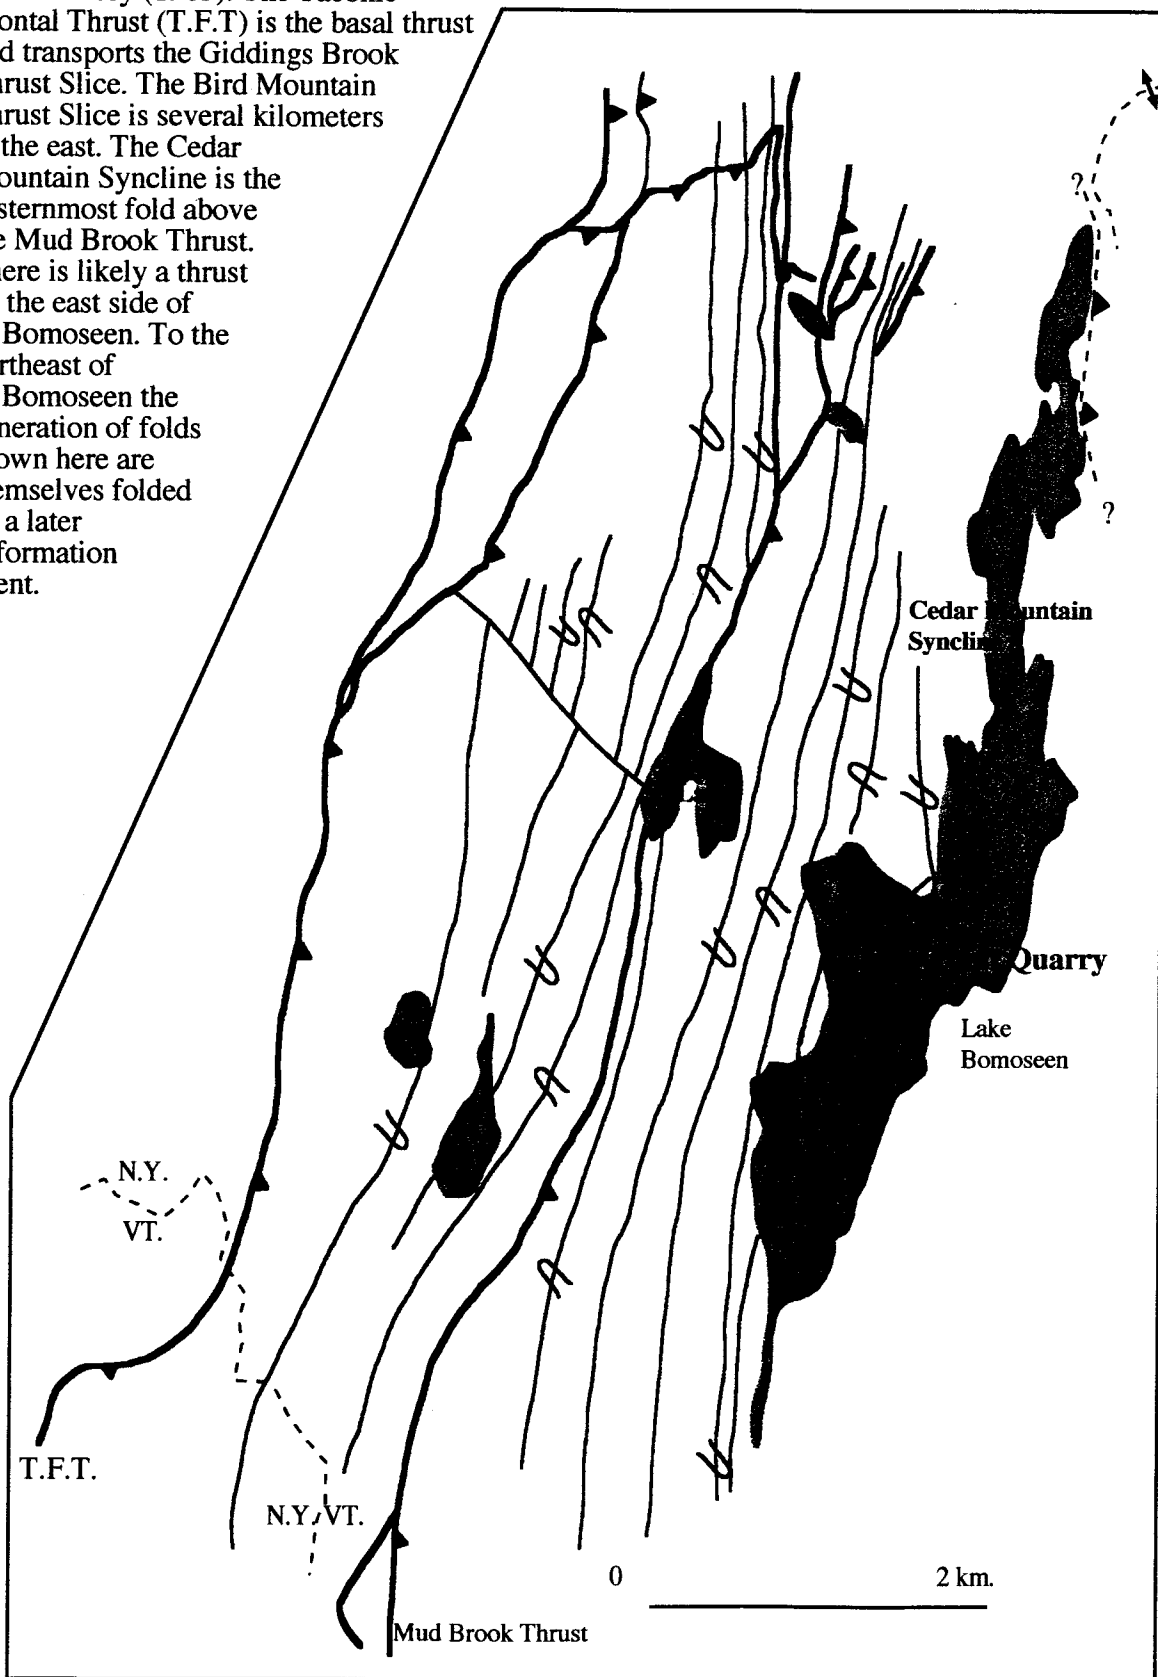 ontal Thrust (T.F.T) is the basal thrust
d transports the Giddings Brook
rust Slice. The Bird Mountain
rust Slice is several kilometers
the east. The Cedar
ountain Syncline is the
sternmost fold above
e Mud Brook Thrust.
ere is likely a thrust
the east side of
Bomoseen. To the
rtheast of
Bomoseen the
neration of folds
own here are
emselves folded
a later
formation
ent.
?
?
Cedar Mountain
Syncline
Quarry
Lake
Bomoseen
N.Y.
VT.
T.F.T.
N.Y. VT.
0
2 km.
Mud Brook Thrust